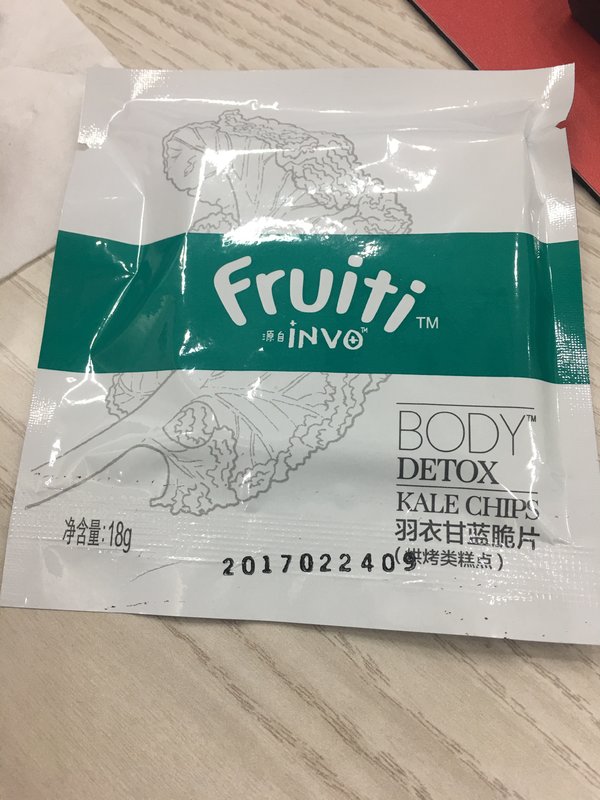 Fruiti™
源自 iNVO™
BODY™
DETOX
KALE CHIPS
羽衣甘蓝脆片
(烘烤类糕点)
净含量:18g
2017022409